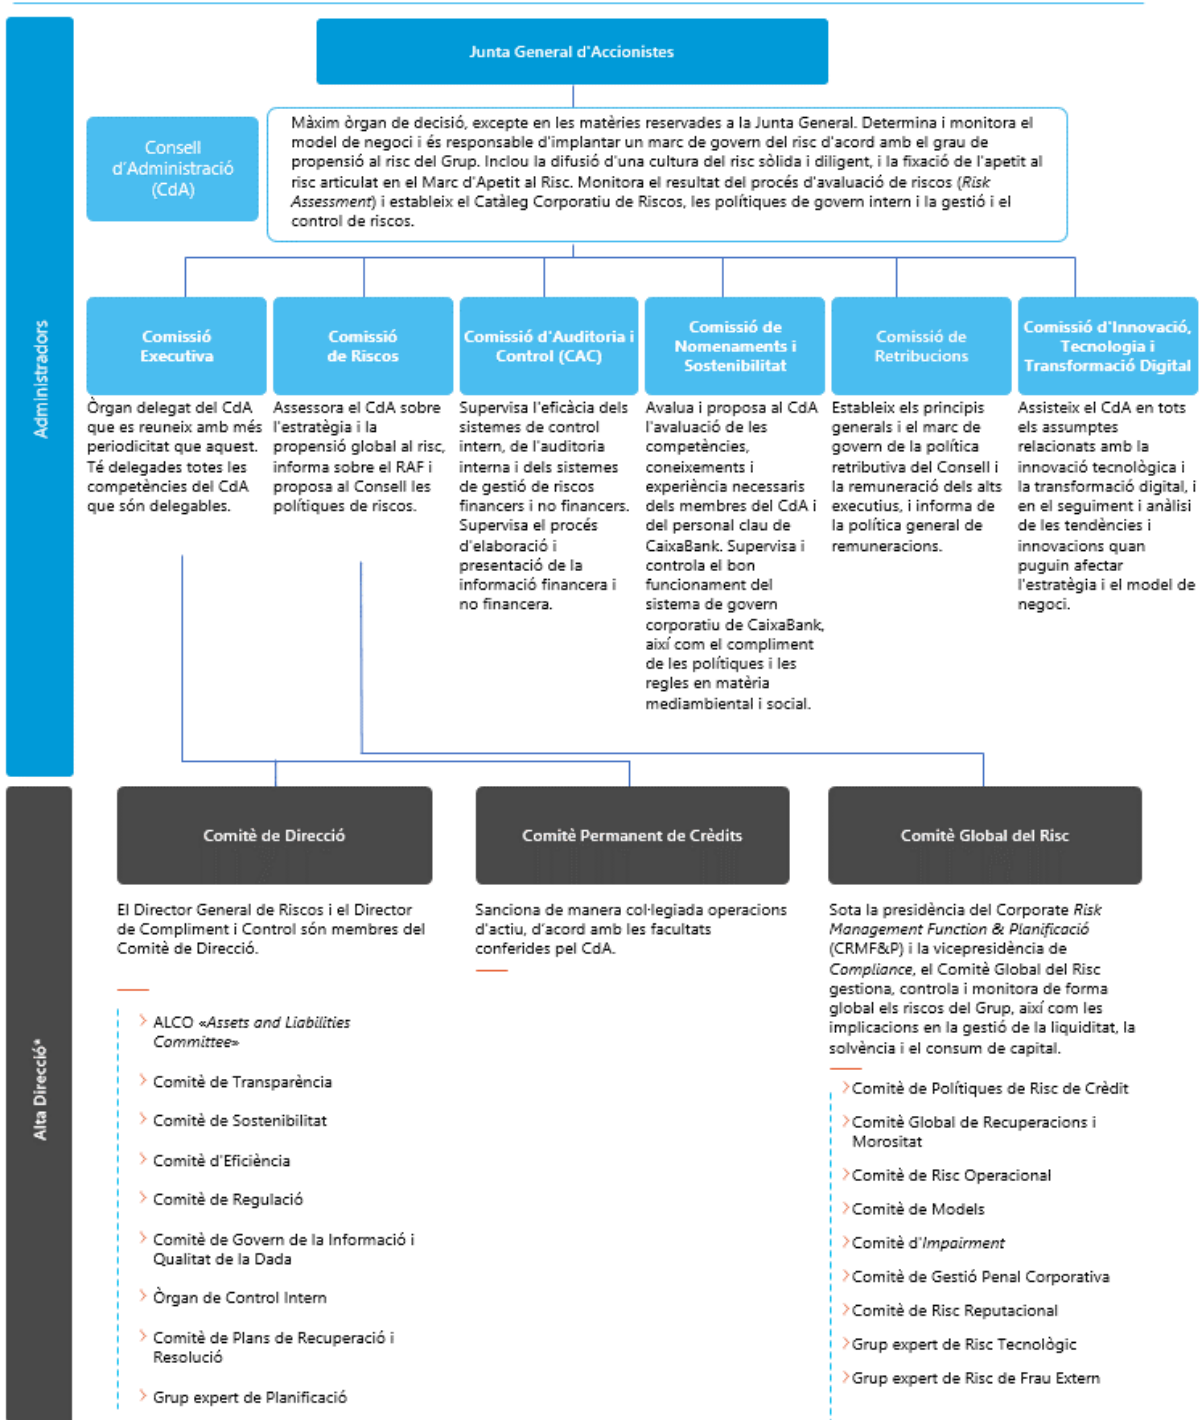 Junta General d'Accionistes
Administradors
Consell
d'Administració
(CdA)
Màxim òrgan de decisió, excepte en les matèries reservades a la Junta General. Determina i monitora el
model de negoci i és responsable d'implantar un marc de govern del risc d'acord amb el grau de
propensió al risc del Grup. Inclou la difusió d'una cultura del risc sòlida i diligent, i la fixació de l'apetit al
risc articulat en el Marc d'Apetit al Risc. Monitora el resultat del procés d'avaluació de riscos (Risk
Assessment) i estableix el Catàleg Corporatiu de Riscos, les polítiques de govern intern i la gestió i el
control de riscos.
Comissió
Executiva
Òrgan delegat del CdA
que es reuneix amb més
periodicitat que aquest.
Té delegades totes les
competències del CdA
que són delegables.
Comissió
de Riscos
Assessora el CdA sobre
l'estratègia i la
propensió global al risc,
informa sobre el RAF i
proposa al Consell les
polítiques de riscos.
Comissió d'Auditoria i
Control (CAC)
Supervisa l'eficàcia dels
sistemes de control
intern, de l'auditoria
interna i dels sistemes
de gestió de riscos
financers i no financers.
Supervisa el procés
d'elaboració i
presentació de la
informació financera i
no financera.
Comissió de
Nomenaments i
Sostenibilitat
Avalua i proposa al CdA
l'avaluació de les
competències,
coneixements i
experiència necessaris
dels membres del CdA i
del personal clau de
CaixaBank. Supervisa i
controla el bon
funcionament del
sistema de govern
corporatiu de CaixaBank,
així com el compliment
de les polítiques i les
regles en matèria
mediambiental i social.
Comissió de
Retribucions
Estableix els principis
generals i el marc de
govern de la política
retributiva del Consell i
la remuneració dels alts
executius, i informa de
la política general de
remuneracions.
Comissió d'Innovació,
Tecnologia i
Transformació Digital
Assisteix el CdA en tots
els assumptes
relacionats amb la
innovació tecnològica i
la transformació digital, i
en el seguiment i anàlisi
de les tendències i
innovacions quan
puguin afectar
l'estratègia i el model de
negoci.
Alta Direcció*
Comitè de Direcció
El Director General de Riscos i el Director
de Compliment i Control són membres del
Comitè de Direcció.
ALCO «Assets and Liabilities
Committee»
Comitè de Transparència
Comitè de Sostenibilitat
Comitè d'Eficiència
Comitè de Regulació
Comitè de Govern de la Informació i
Qualitat de la Dada
Òrgan de Control Intern
Comitè de Plans de Recuperació i
Resolució
Grup expert de Planificació
Comitè Permanent de Crèdits
Sanciona de manera col·legiada operacions
d'actiu, d'acord amb les facultats
conferides pel CdA.
Comitè Global del Risc
Sota la presidència del Corporate Risk
Management Function & Planificació
(CRMF&P) i la vicepresidència de
Compliance, el Comitè Global del Risc
gestiona, controla i monitora de forma
global els riscos del Grup, així com les
implicacions en la gestió de la liquiditat, la
solvència i el consum de capital.
Comitè de Polítiques de Risc de Crèdit
Comitè Global de Recuperacions i
Morositat
Comitè de Risc Operacional
Comitè de Models
Comitè d'Impairment
Comitè de Gestió Penal Corporativa
Comitè de Risc Reputacional
Grup expert de Risc Tecnològic
Grup expert de Risc de Frau Extern